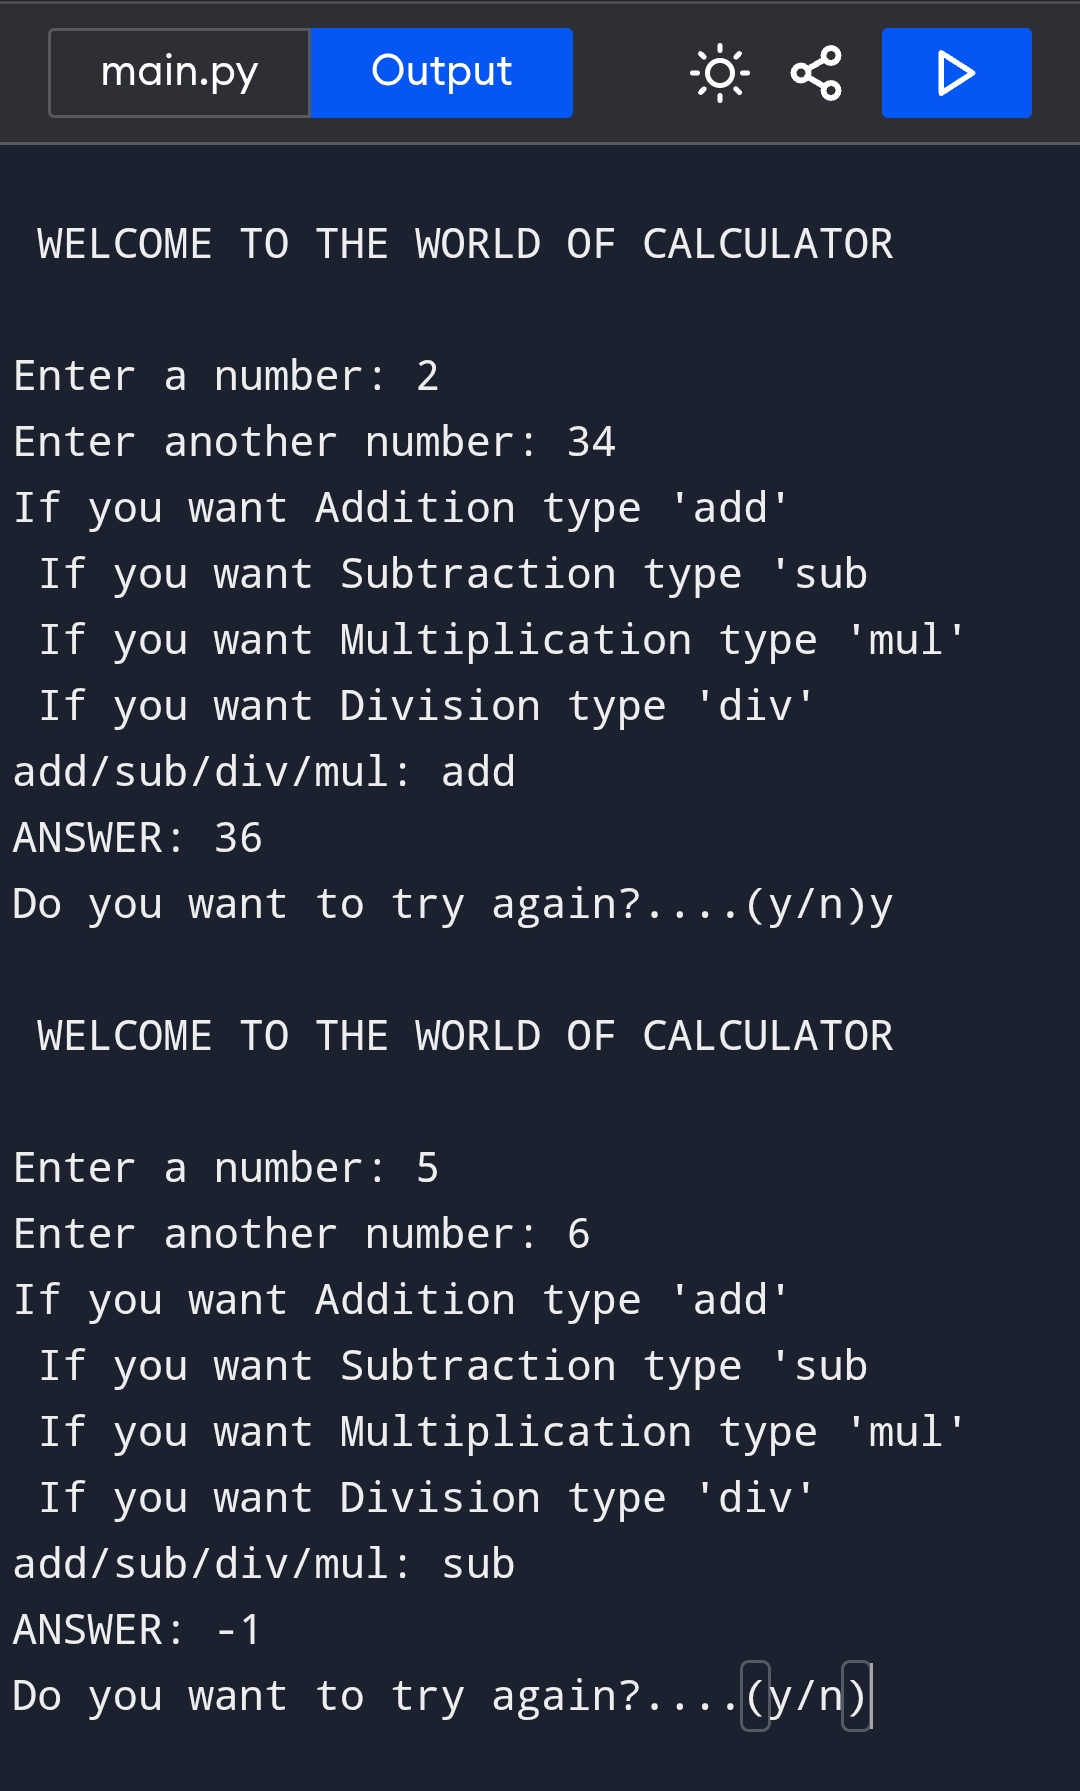 main.py Output
WELCOME TO THE WORLD OF CALCULATOR
Enter a number: 2
Enter another number: 34
If you want Addition type 'add'
If you want Subtraction type 'sub
If you want Multiplication type 'mul'
If you want Division type 'div'
add/sub/div/mul: add
ANSWER: 36
Do you want to try again?....(y/n)y
WELCOME TO THE WORLD OF CALCULATOR
Enter a number: 5
Enter another number: 6
If you want Addition type 'add'
If you want Subtraction type 'sub
If you want Multiplication type 'mul'
If you want Division type 'div'
add/sub/div/mul: sub
ANSWER: -1
Do you want to try again?....(y/n)